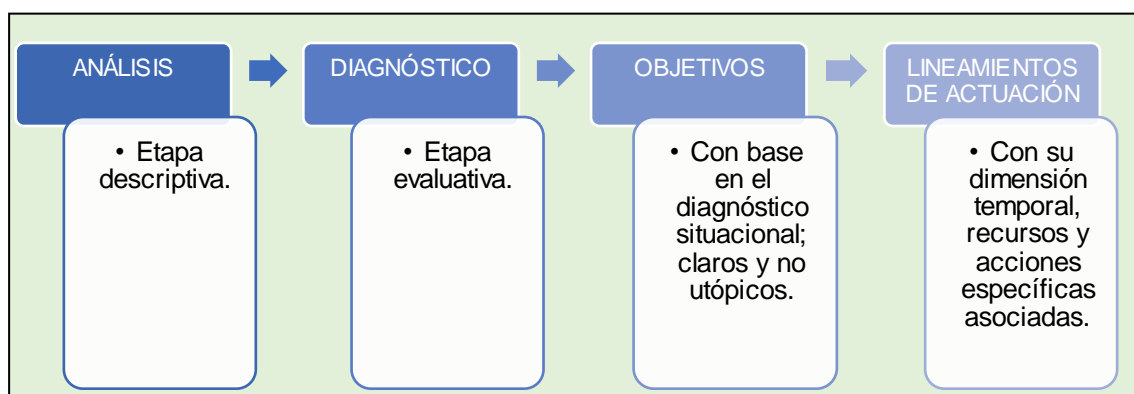 ANÁLISIS
• Etapa
descriptiva.
DIAGNÓSTICO
• Etapa
evaluativa.
OBJETIVOS
• Con base
en el
diagnóstico
situacional;
claros y no
utópicos.
LINEAMIENTOS
DE ACTUACIÓN
• Con su
dimensión
temporal,
recursos y
acciones
específicas
asociadas.